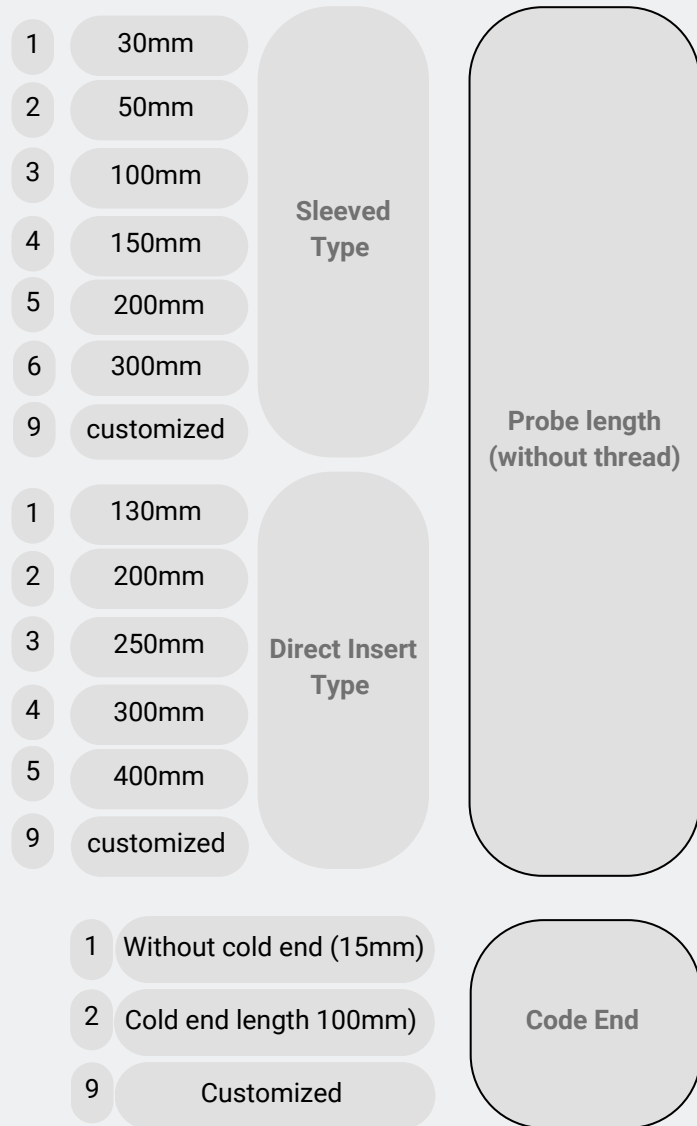 1 30mm
2 50mm
3 100mm
4 150mm
5 200mm
6 300mm
9 customized
Sleeved
Type
1 130mm
2 200mm
3 250mm
4 300mm
5 400mm
9 customized
Direct Insert
Type
Probe length
(without thread)
1 Without cold end (15mm)
2 Cold end length 100mm)
9 Customized
Code End